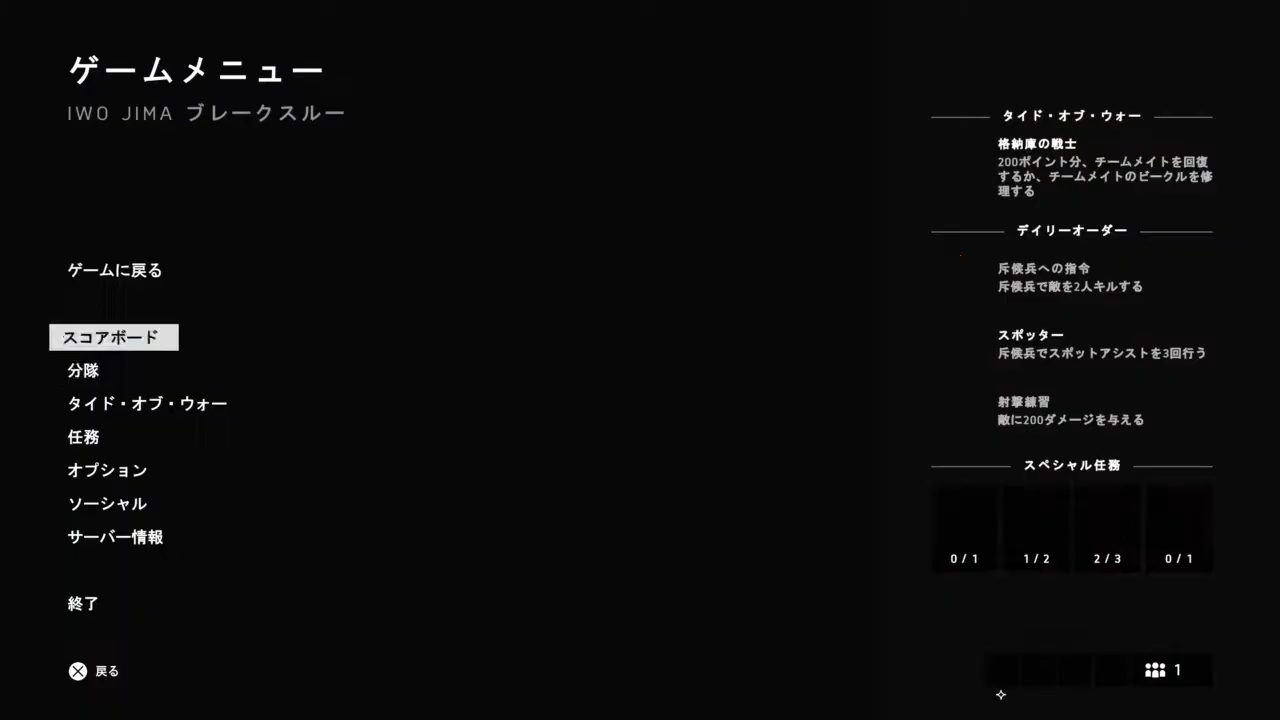 ゲームメニュー
IWO JIMA ブレークスルー
ゲームに戻る
スコアボード
分隊
タイド・オブ・ウォー
任務
オプション
ソーシャル
サーバー情報
終了
戻る
タイド・オブ・ウォー
格納庫の戦士
200ポイント分、チームメイトを回復
するか、チームメイトのビークルを修
理する
デイリーオーダー
斥候兵への指令
斥候兵で敵を2人キルする
スポッター
斥候兵でスポットアシストを3回行う
射撃練習
敵に200ダメージを与える
スペシャル任務
0 / 1 1 / 2 2 / 3 0 / 1
1